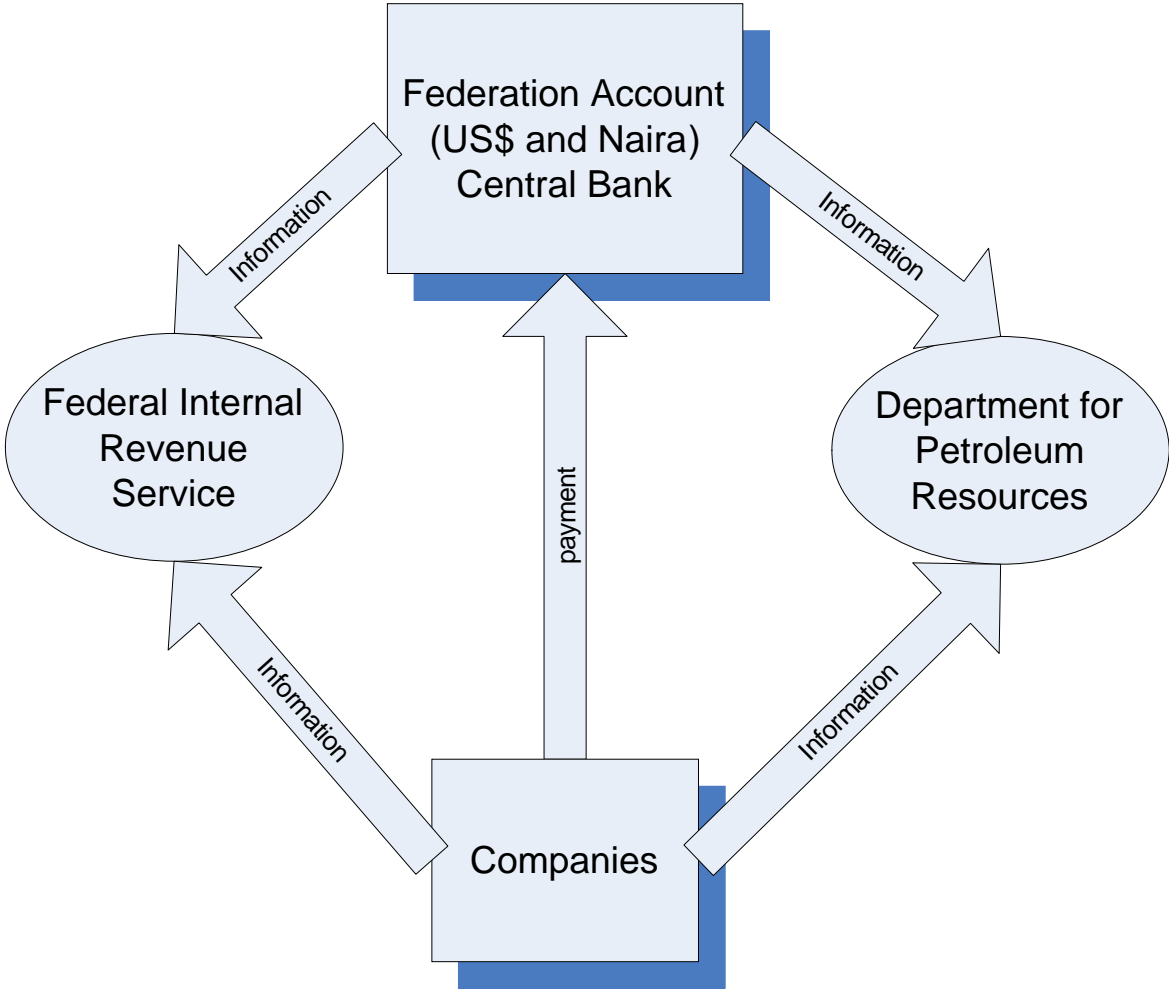 Federation Account
(US$ and Naira)
Central Bank
Information
Information
Federal Internal
Revenue
Service
Department for
Petroleum
Resources
payment
Information
Information
Companies